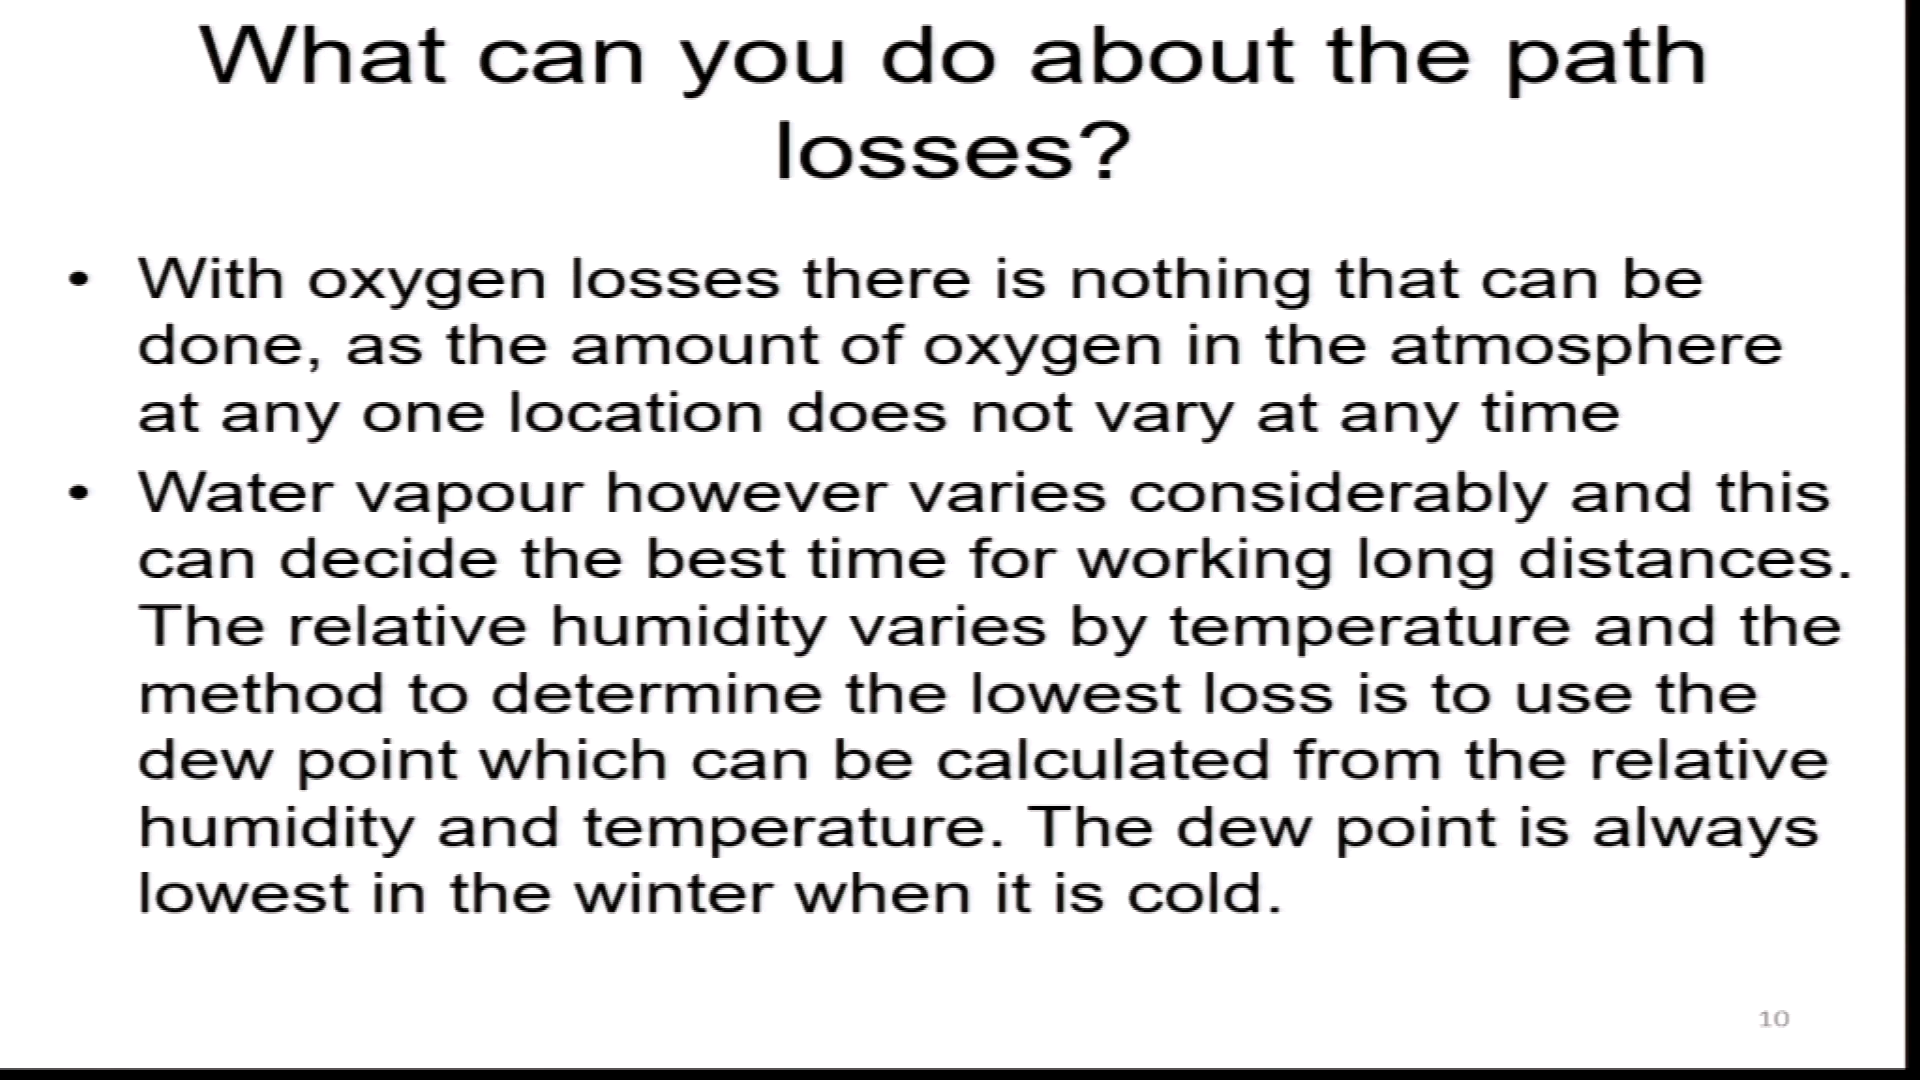 What can you do about the path
losses?
• With oxygen losses there is nothing that can be
done, as the amount of oxygen in the atmosphere
at any one location does not vary at any time
• Water vapour however varies considerably and this
can decide the best time for working long distances.
The relative humidity varies by temperature and the
method to determine the lowest loss is to use the
dew point which can be calculated from the relative
humidity and temperature. The dew point is always
lowest in the winter when it is cold.
10